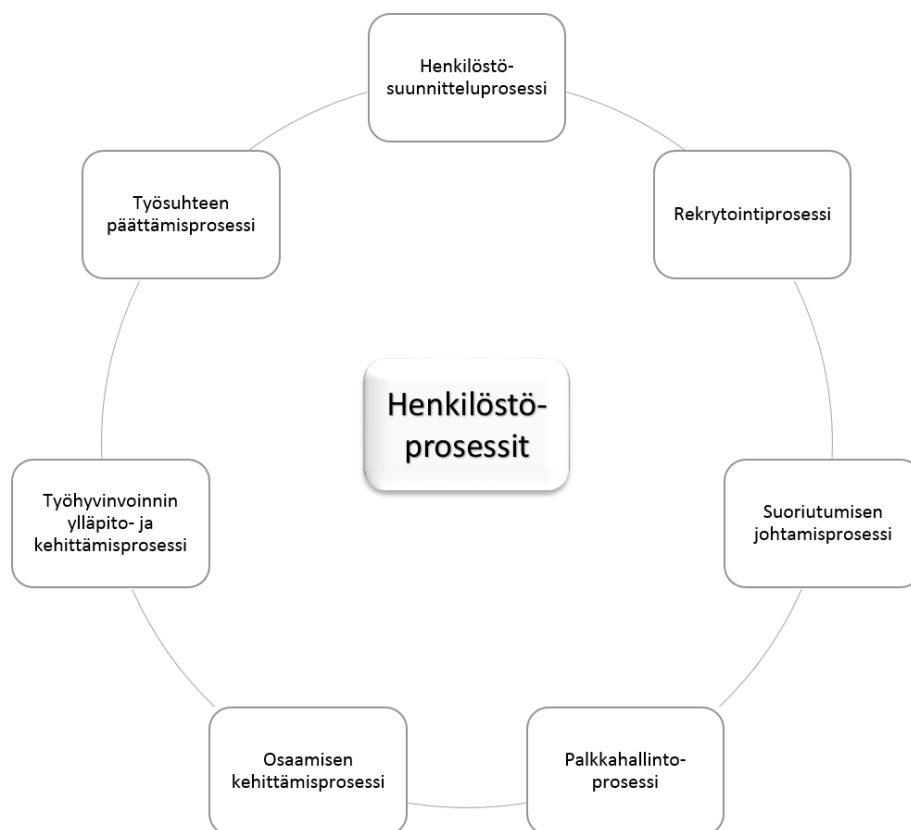 Henkilöstö-
suunnitteluprosessi
Rekrytointiprosessi
Suoriutumisen
johtamisprosessi
Palkkahallinto-
prosessi
Osaamisen
kehittämisprosessi
Työhyvinvoinnin
ylläpito- ja
kehittämisprosessi
Työsuhteen
päättämisprosessi
Henkilöstö-
prosessit